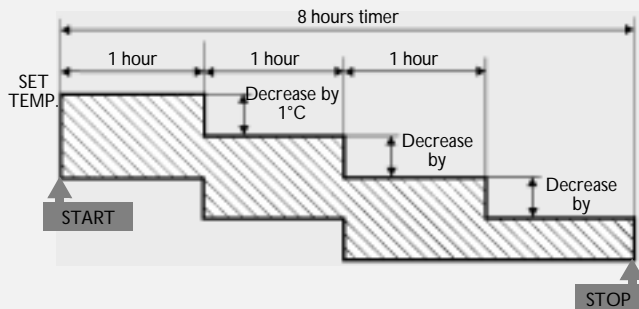 8 hours timer
1 hour
1 hour
1 hour
SET
TEMP.
Decrease by
1°C
Decrease
by
Decrease
by
START
STOP